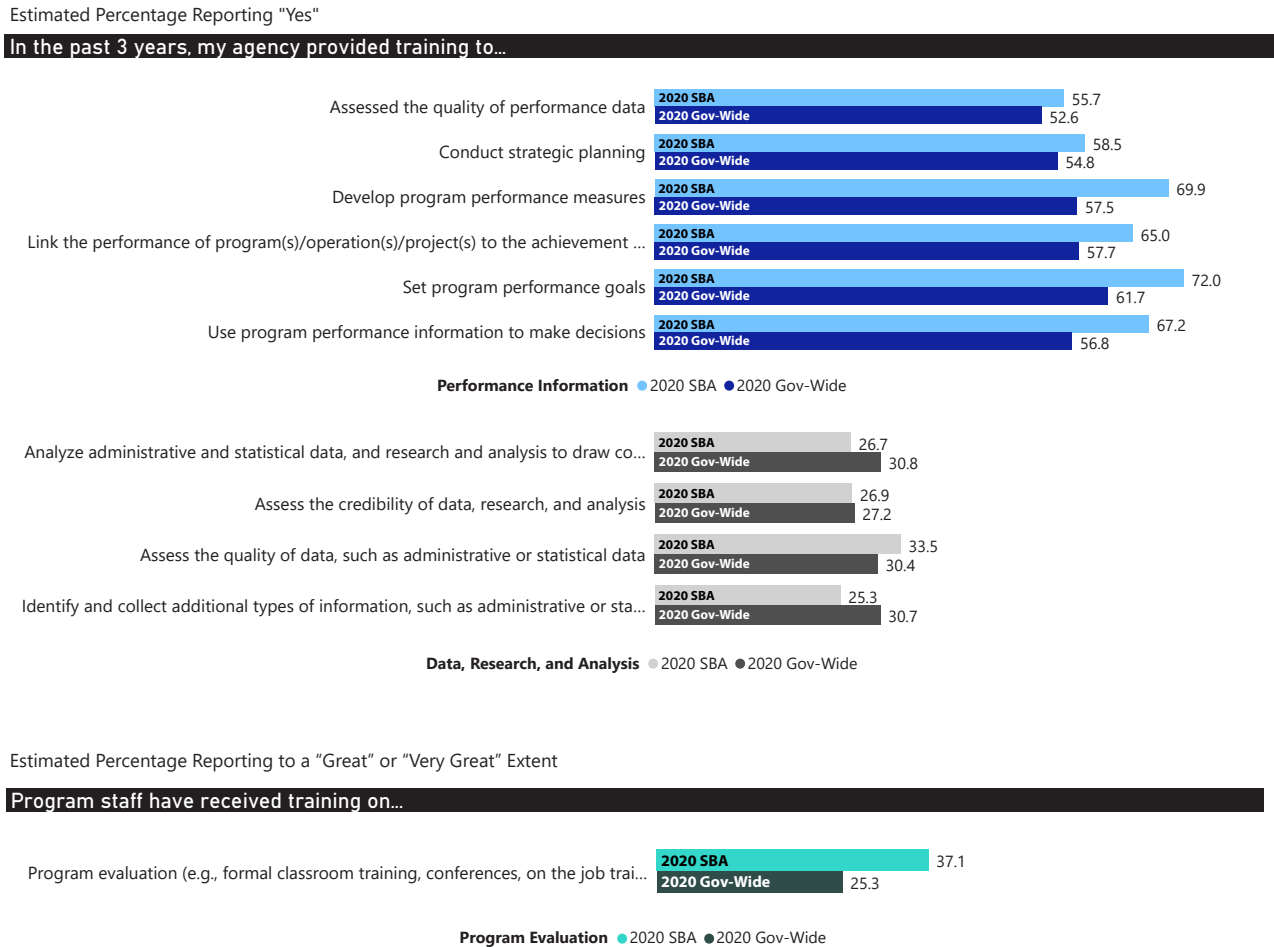 Estimated Percentage Reporting "Yes"
In the past 3 years, my agency provided training to...
Assessed the quality of performance data
2020 SBA
55.7
2020 Gov-Wide
52.6
Conduct strategic planning
2020 SBA
58.5
2020 Gov-Wide
54.8
Develop program performance measures
2020 SBA
69.9
2020 Gov-Wide
57.5
Link the performance of program(s)/operation(s)/project(s) to the achievement ...
2020 SBA
65.0
2020 Gov-Wide
57.7
Set program performance goals
2020 SBA
72.0
2020 Gov-Wide
61.7
Use program performance information to make decisions
2020 SBA
67.2
2020 Gov-Wide
56.8
Performance Information 2020 SBA 2020 Gov-Wide
Analyze administrative and statistical data, and research and analysis to draw co...
2020 SBA
26.7
2020 Gov-Wide
30.8
Assess the credibility of data, research, and analysis
2020 SBA
26.9
2020 Gov-Wide
27.2
Assess the quality of data, such as administrative or statistical data
2020 SBA
33.5
2020 Gov-Wide
30.4
Identify and collect additional types of information, such as administrative or sta...
2020 SBA
25.3
2020 Gov-Wide
30.7
Data, Research, and Analysis 2020 SBA 2020 Gov-Wide
Estimated Percentage Reporting to a “Great” or “Very Great” Extent
Program staff have received training on...
Program evaluation (e.g., formal classroom training, conferences, on the job trai...
2020 SBA
37.1
2020 Gov-Wide
25.3
Program Evaluation 2020 SBA 2020 Gov-Wide